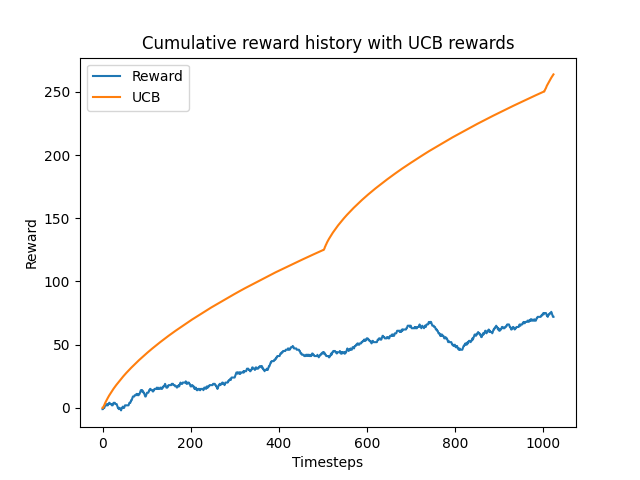 Cumulative reward history with UCB rewards
Reward
UCB
250
200
150
100
50
0
Reward
0 200 400 600 800 1000
Timesteps